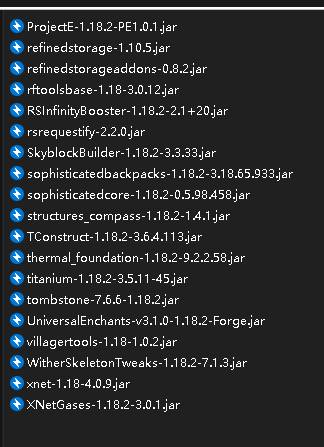 ProjectE-1.18.2-PE1.0.1.jar
refinedstorage-1.10.5.jar
refinedstorageaddons-0.8.2.jar
rftoolsbase-1.18-3.0.12.jar
RSInfinityBooster-1.18.2-2.1+20.jar
rsrequestify-2.2.0.jar
SkyblockBuilder-1.18.2-3.3.33.jar
sophisticatedbackpacks-1.18.2-3.18.65.933.jar
sophisticatedcore-1.18.2-0.5.98.458.jar
structures_compass-1.18.2-1.4.1.jar
TConstruct-1.18.2-3.6.4.113.jar
thermal_foundation-1.18.2-9.2.2.58.jar
titanium-1.18.2-3.5.11-45.jar
tombstone-7.6.6-1.18.2.jar
UniversalEnchants-v3.1.0-1.18.2-Forge.jar
villagertools-1.18-1.0.2.jar
WitherSkeletonTweaks-1.18.2-7.1.3.jar
xnet-1.18-4.0.9.jar
XNetGases-1.18.2-3.0.1.jar